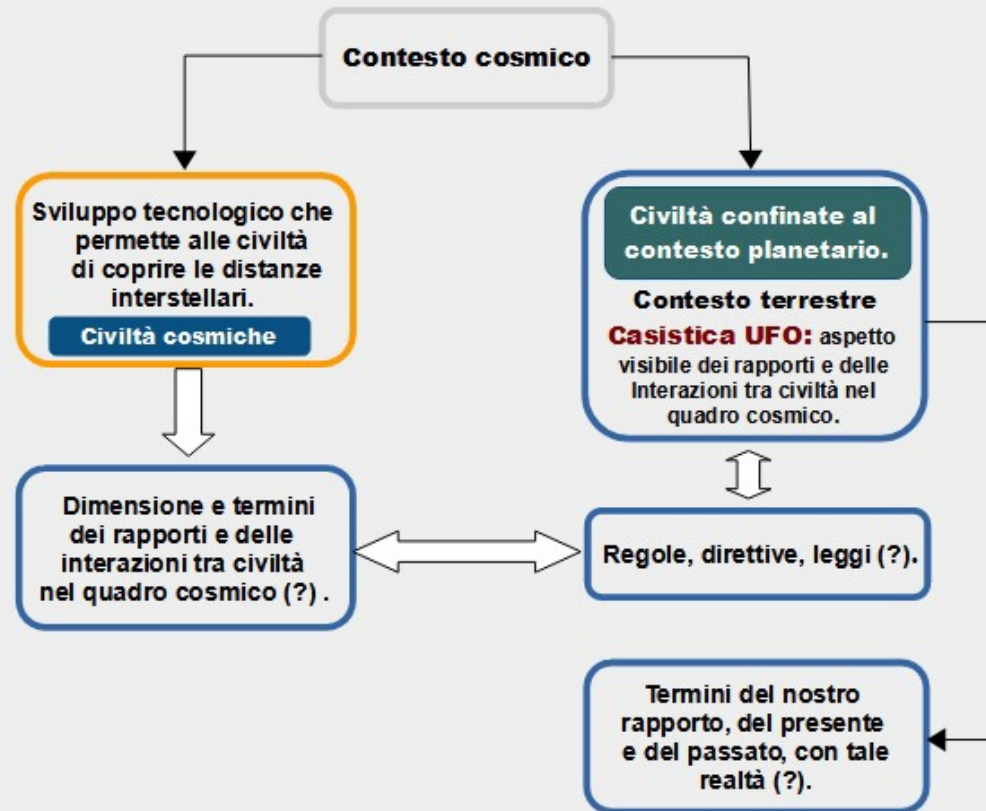 Contesto cosmico
Sviluppo tecnologico che
permette alle civiltà
di coprire le distanze
interstellari.
Civiltà cosmiche
Civiltà confinate al
contesto planetario.
Contesto terrestre
Casistica UFO: aspetto
visibile dei rapporti e delle
Interazioni tra civiltà nel
quadro cosmico.
Dimensione e termini
dei rapporti e delle
interazioni tra civiltà
nel quadro cosmico (?) .
Regole, direttive, leggi (?).
Termini del nostro
rapporto, del presente
e del passato, con tale
realtà (?).